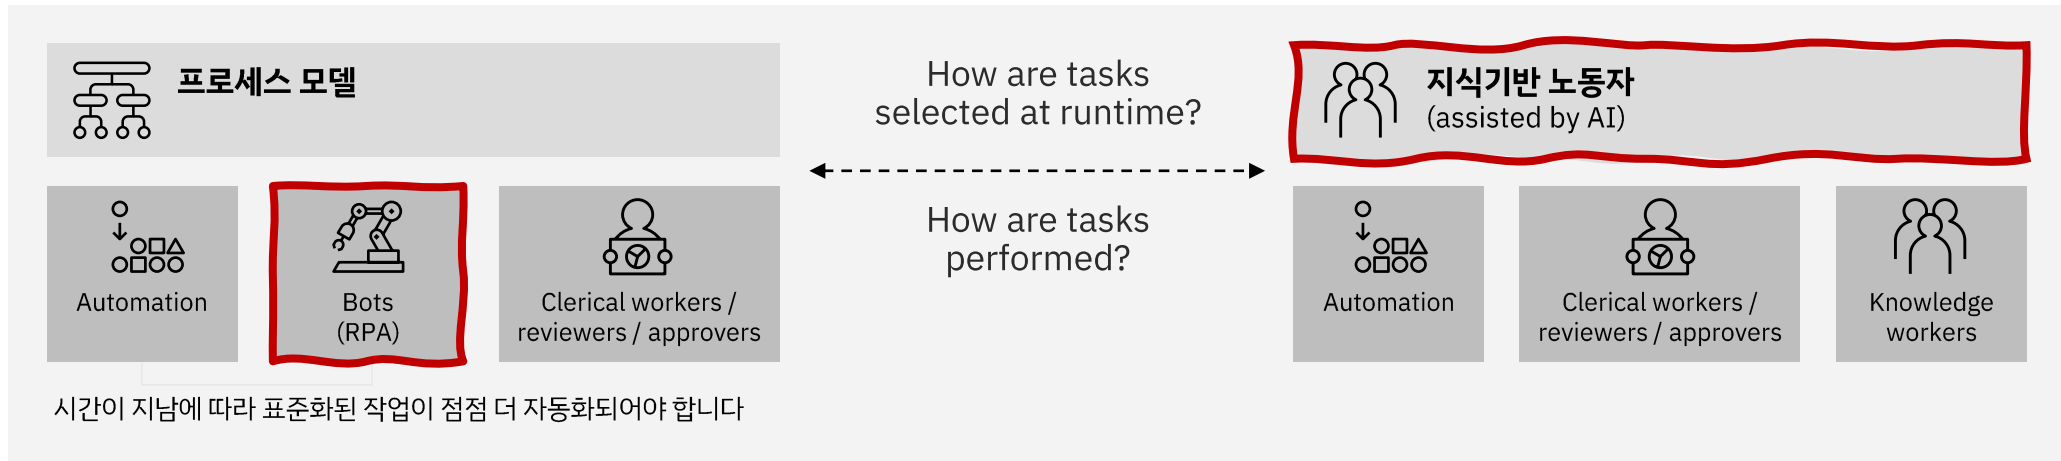 프로세스 모델
Automation
Bots
(RPA)
Clerical workers /
reviewers / approvers
시간이 지남에 따라 표준화된 작업이 점점 더 자동화되어야 합니다
How are tasks
selected at runtime?
How are tasks
performed?
지식기반 노동자
(assisted by AI)
Automation
Clerical workers /
reviewers / approvers
Knowledge
workers